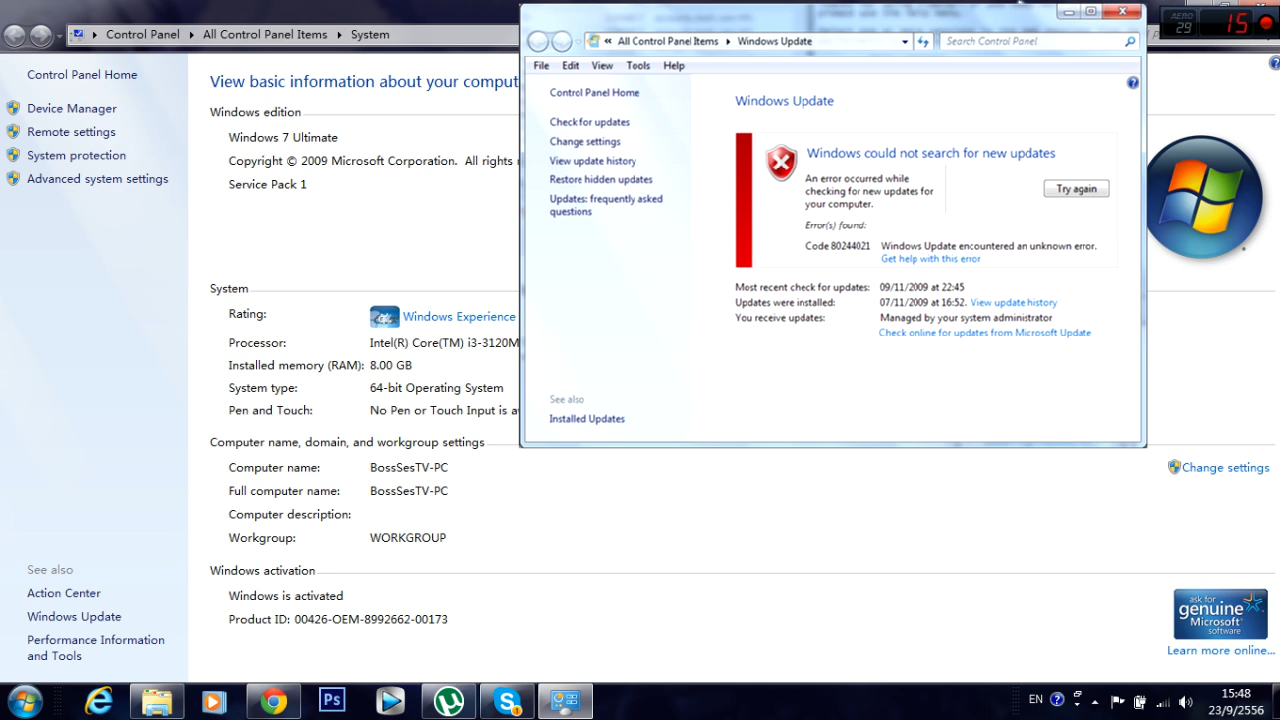 Control Panel ▸ All Control Panel Items ▸ System
AERO
29
15
Control Panel Home
Device Manager
Remote settings
System protection
Advanced system settings
See also
Action Center
Windows Update
Performance Information
and Tools
View basic information about your comput
Windows edition
Windows 7 Ultimate
Copyright © 2009 Microsoft Corporation. All rights
Service Pack 1
System
Rating:
Windows Experience
Processor: Intel(R) Core(TM) i3-3120M
Installed memory (RAM): 8.00 GB
System type: 64-bit Operating System
Pen and Touch: No Pen or Touch Input is av
Computer name, domain, and workgroup settings
Computer name: BossSesTV-PC
Full computer name: BossSesTV-PC
Computer description:
Workgroup: WORKGROUP
Change settings
Windows activation
Windows is activated
Product ID: 00426-OEM-8992662-00173
ask for
genuine
Microsoft
software
Learn more online...
« All Control Panel Items ▸ Windows Update
Search Control Panel
File Edit View Tools Help
Control Panel Home
Check for updates
Change settings
View update history
Restore hidden updates
Updates: frequently asked
questions
See also
Installed Updates
Windows Update
Windows could not search for new updates
An error occurred while
checking for new updates for
your computer.
Try again
Error(s) found:
Code 80244021 Windows Update encountered an unknown error.
Get help with this error
Most recent check for updates: 09/11/2009 at 22:45
Updates were installed: 07/11/2009 at 16:52. View update history
You receive updates: Managed by your system administrator
Check online for updates from Microsoft Update
Ps
EN
15:48
23/9/2556